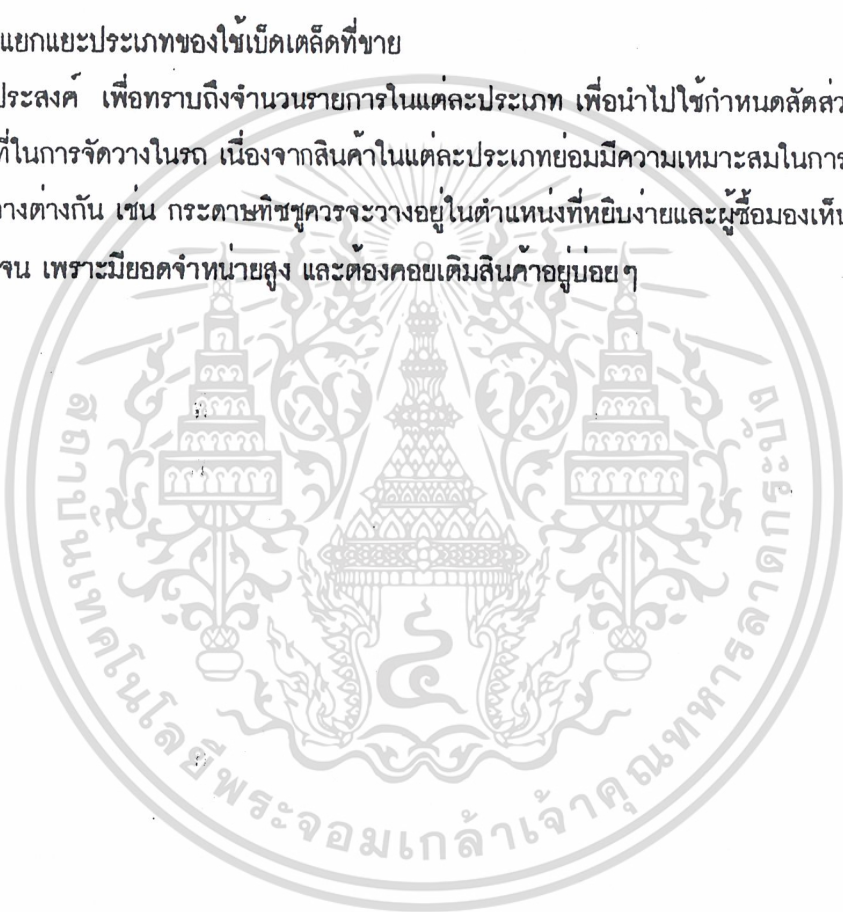 แยกแยะประเภทของใช้เบ็ดเตล็ดที่ขาย
ประสงค์ เพื่อทราบถึงจำนวนรายการในแต่ละประเภท เพื่อนำไปใช้กำหนดสัดส่ว
ที่ในการจัดวางในรถ เนื่องจากสินค้าในแต่ละประเภทย่อมมีความเหมาะสมในการ
างต่างกัน เช่น กระดาษทิชชูควรจะวางอยู่ในตำแหน่งที่หยิบง่ายและผู้ซื้อมองเห็น
จน เพราะมียอดจำหน่ายสูง และต้องคอยเติมสินค้าอยู่บ่อยๆ
สถาบันเทคโนโลยีพระจอมเกล้าเจ้าคุณทหารลาดกระบัง